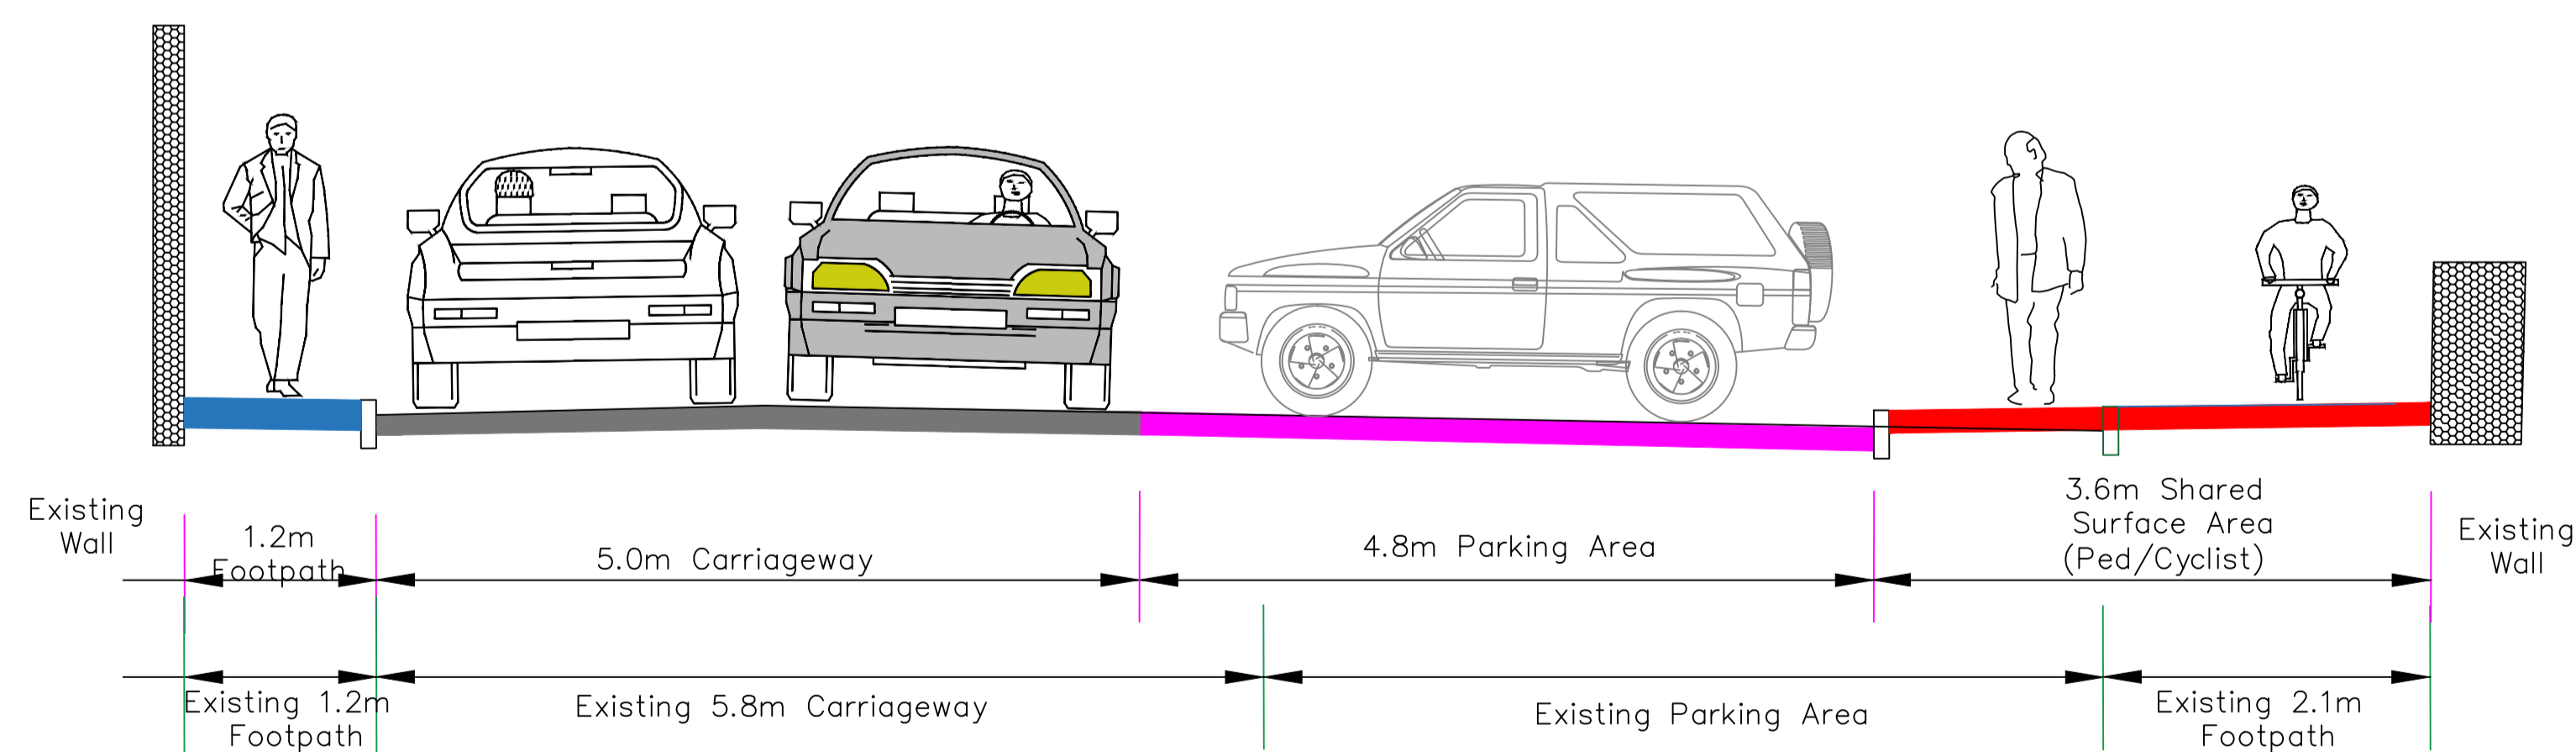 Existing
Wall
1.2m
Footpath
5.0m Carriageway
4.8m Parking Area
3.6m Shared
Surface Area
(Ped/Cyclist)
Existing
Wall
Existing 1.2m
Footpath
Existing 5.8m Carriageway
Existing Parking Area
Existing 2.1m
Footpath